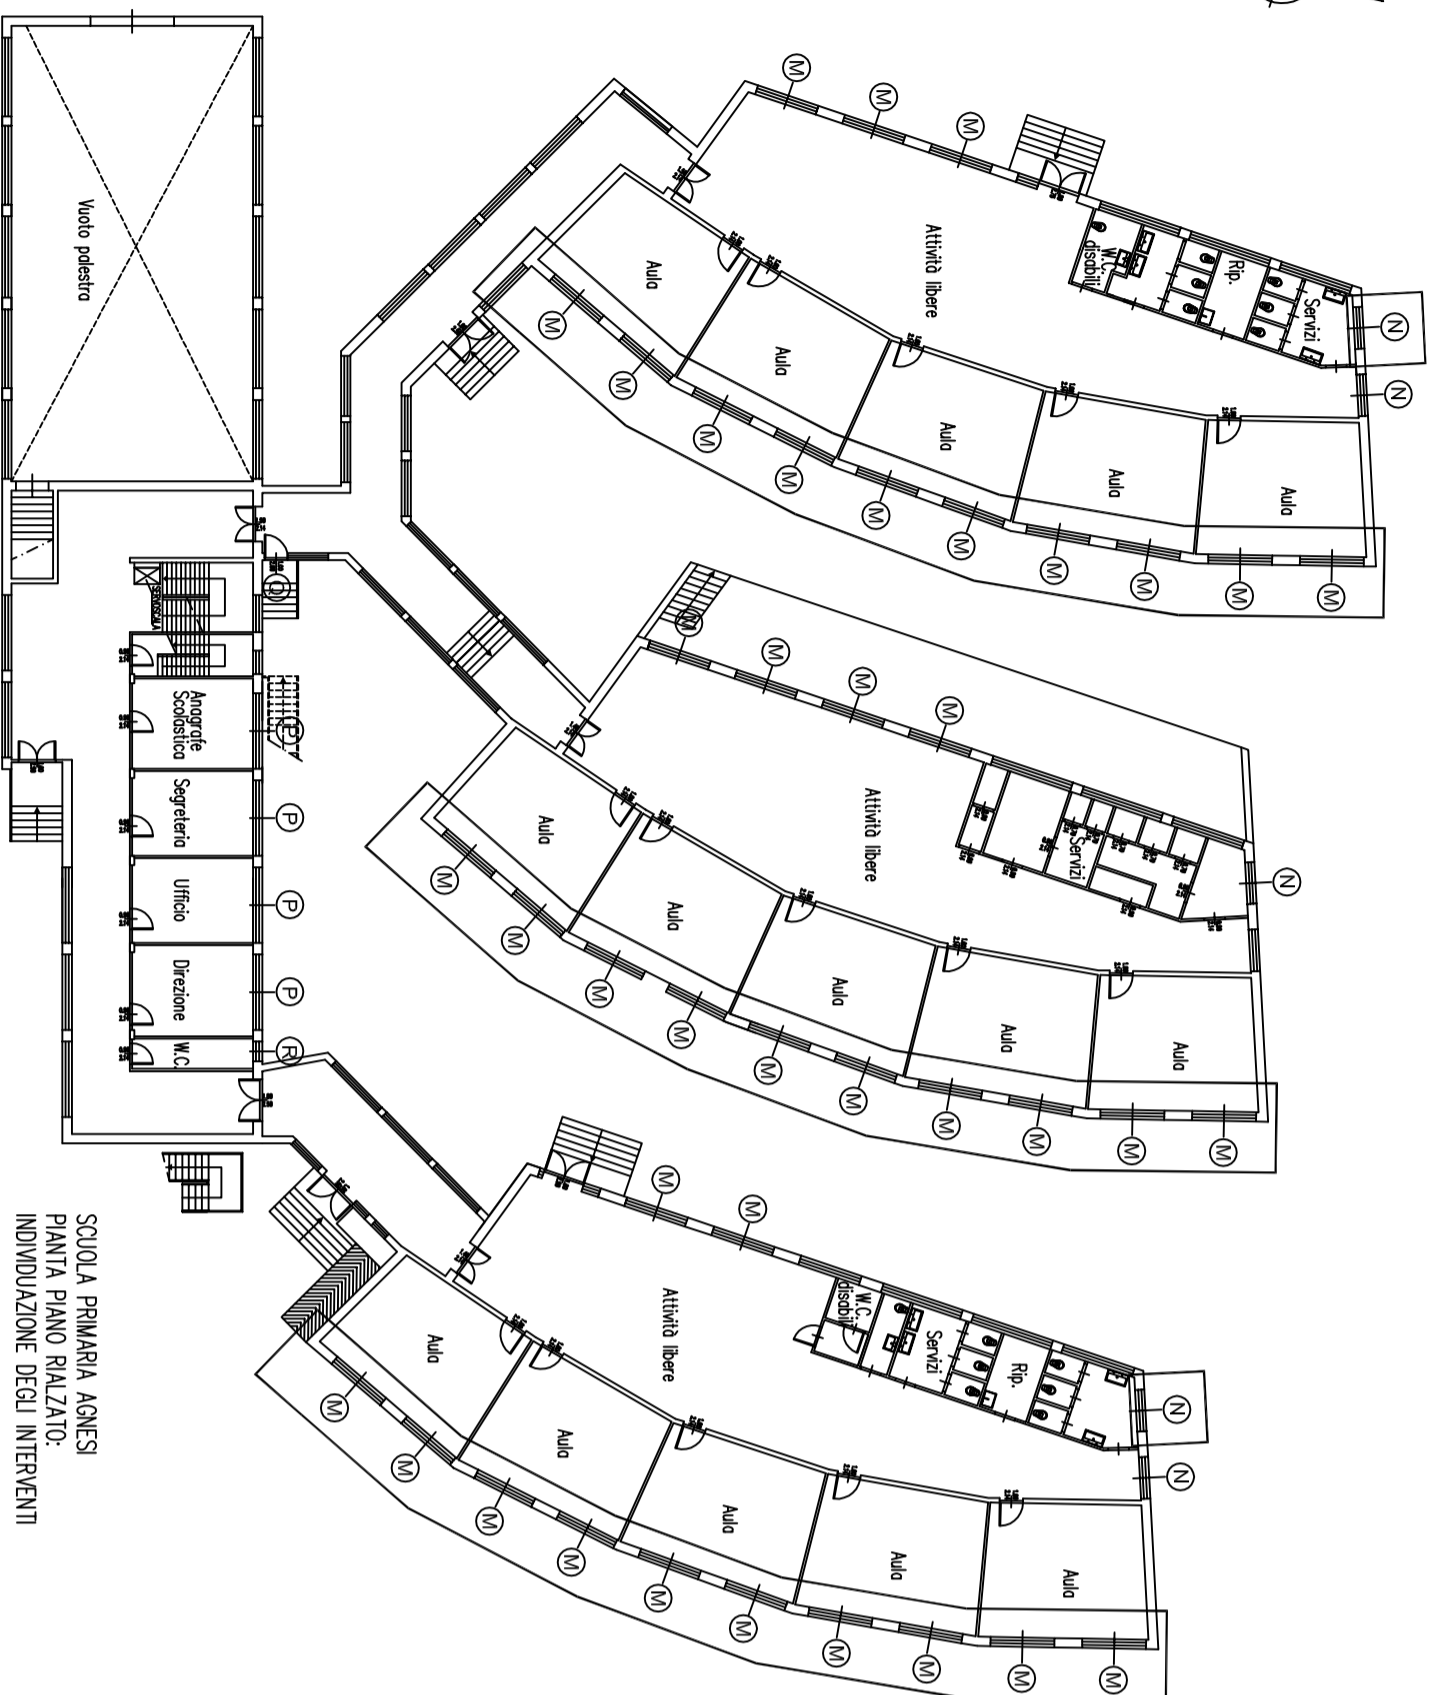 M
M
M
Attività libere
W.C.
disabili
Rip.
Servizi
N
N
Aula
Aula
Aula
Aula
Aula
M
M
M
M
M
M
M
M
M
M
M
M
M
M
Attività libere
Servizi
N
Aula
Aula
Aula
Aula
Aula
M
M
M
M
M
M
M
M
M
M
M
M
Attività libere
W.C.
disabili
Servizi
Rip.
N
N
Aula
Aula
Aula
Aula
Aula
M
M
M
M
M
M
M
M
M
M
Vuoto palestra
SERVOSCALA
Q
Anagrafe
Scolastica
P
Segreteria
P
Ufficio
P
Direzione
P
W.C.
R
SCUOLA PRIMARIA AGNESI
PIANTA PIANO RIALZATO:
INDIVIDUAZIONE DEGLI INTERVENTI